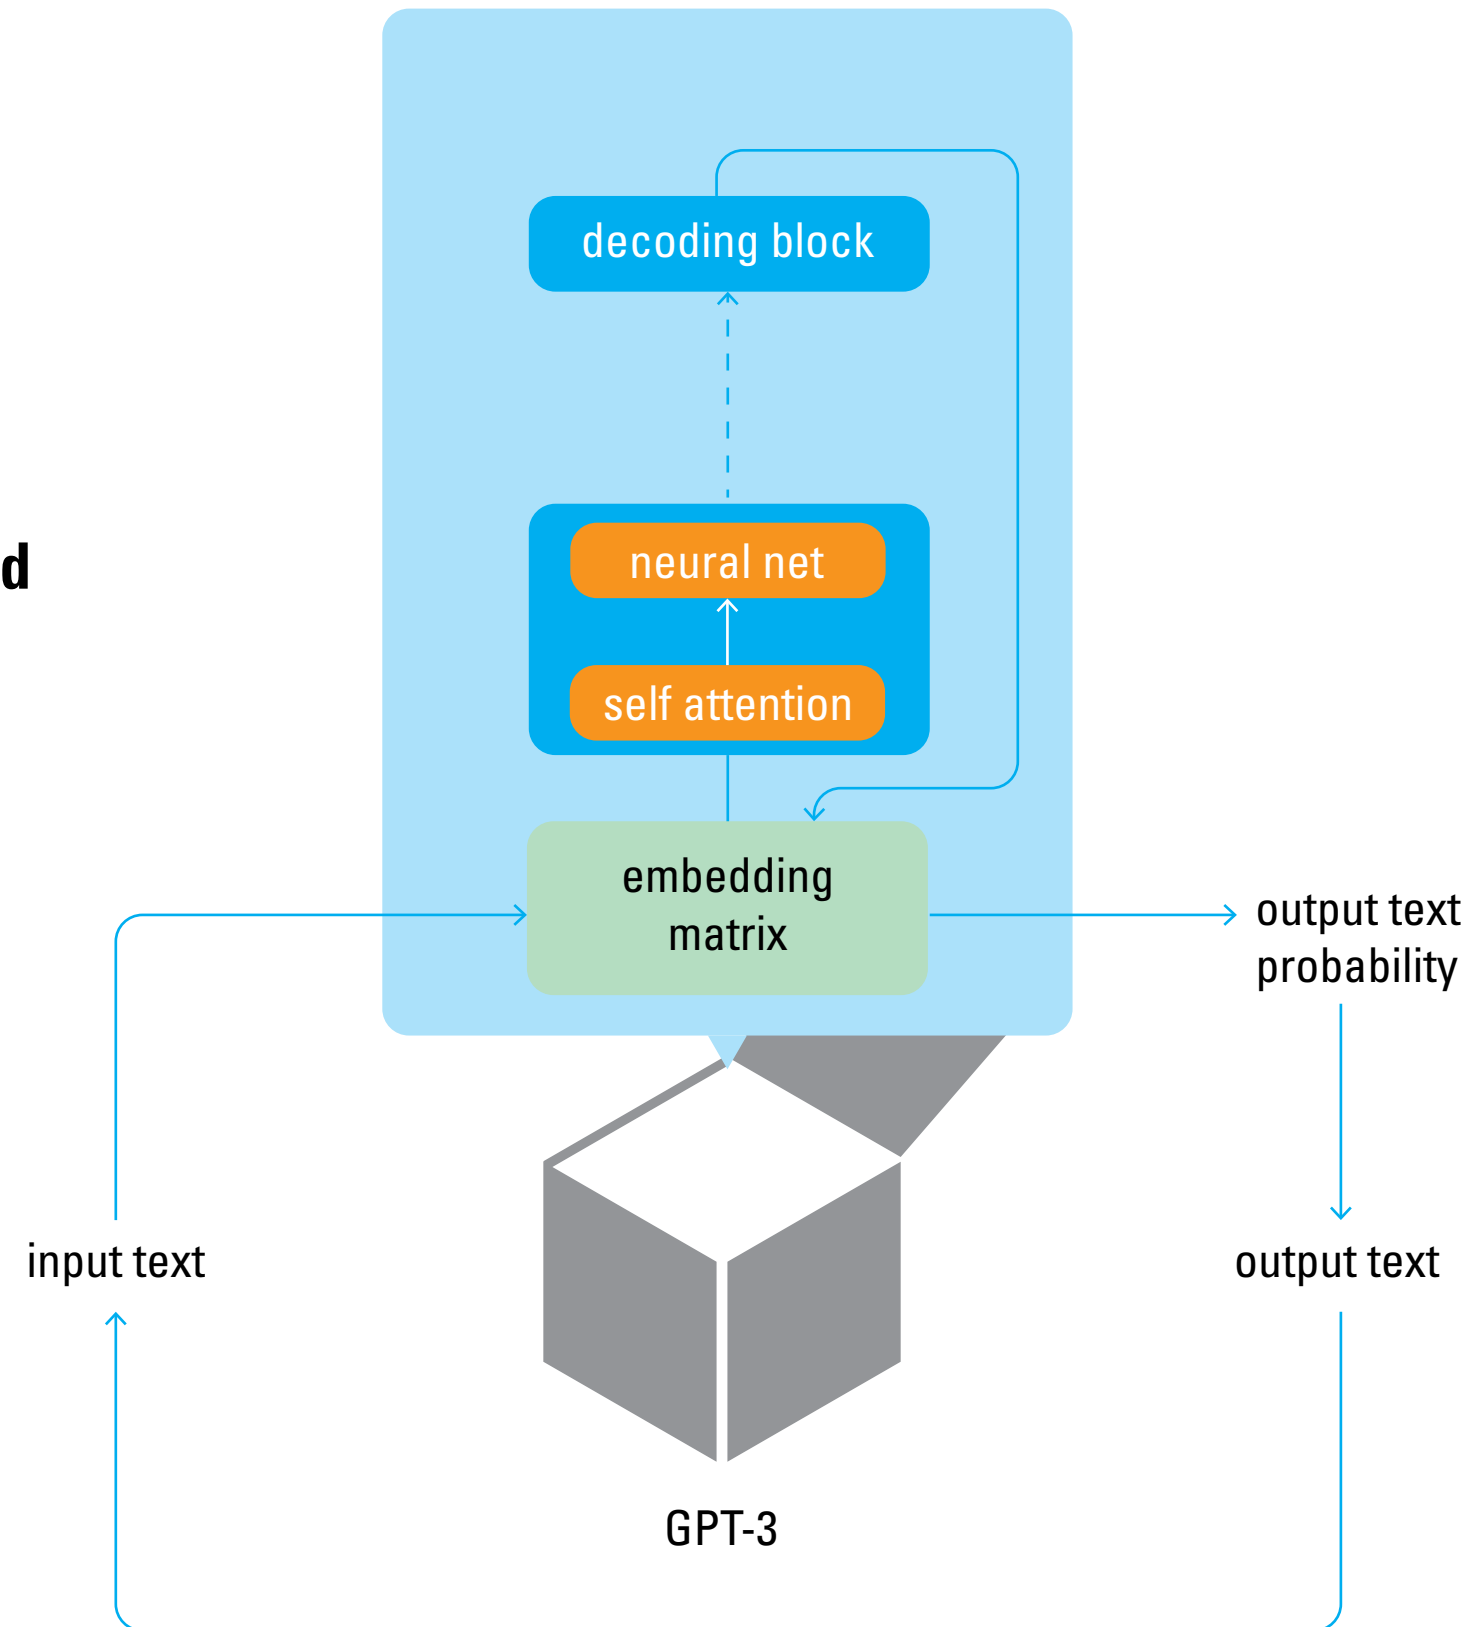 decoding block
d
neural net
self attention
embedding
matrix
output text
probability
input text
output text
GPT-3